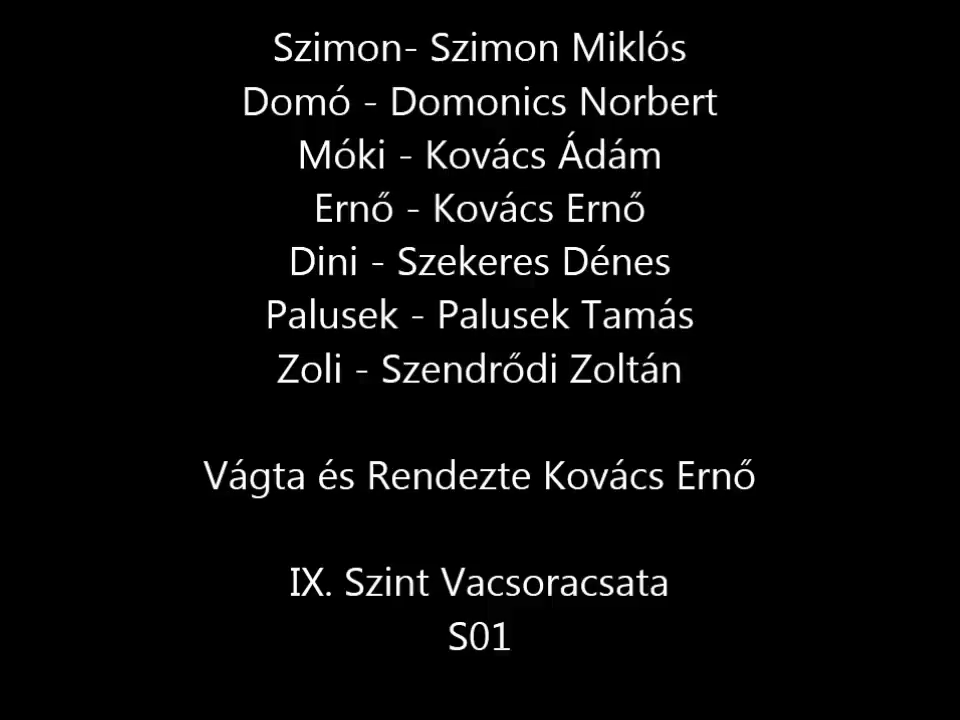 Szimon- Szimon Miklós
Domó - Domonics Norbert
Móki - Kovács Ádám
Ernő - Kovács Ernő
Dini - Szekeres Dénes
Palusek - Palusek Tamás
Zoli - Szendrődi Zoltán
Vágta és Rendezte Kovács Ernő
IX. Szint Vacsoracsata
S01